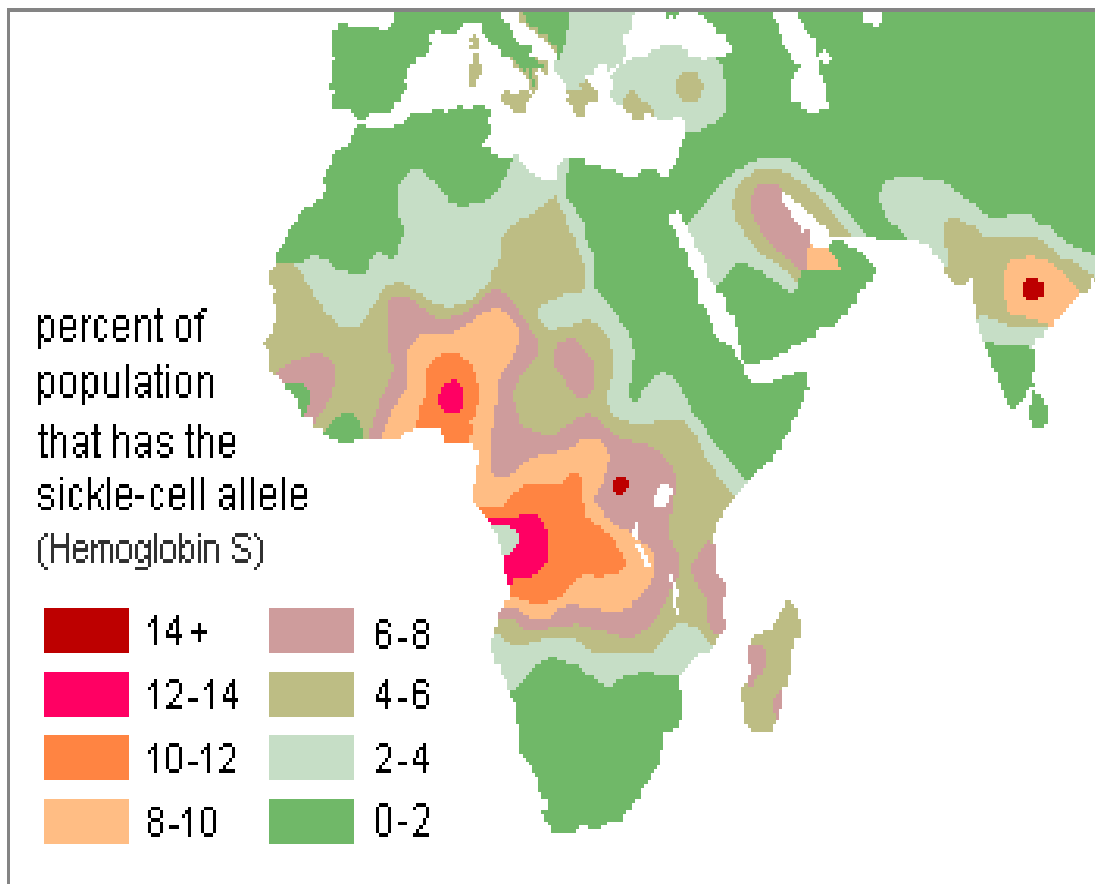 percent of
population
that has the
sickle-cell allele
(Hemoglobin S)
14+ 6-8
12-14 4-6
10-12 2-4
8-10 0-2